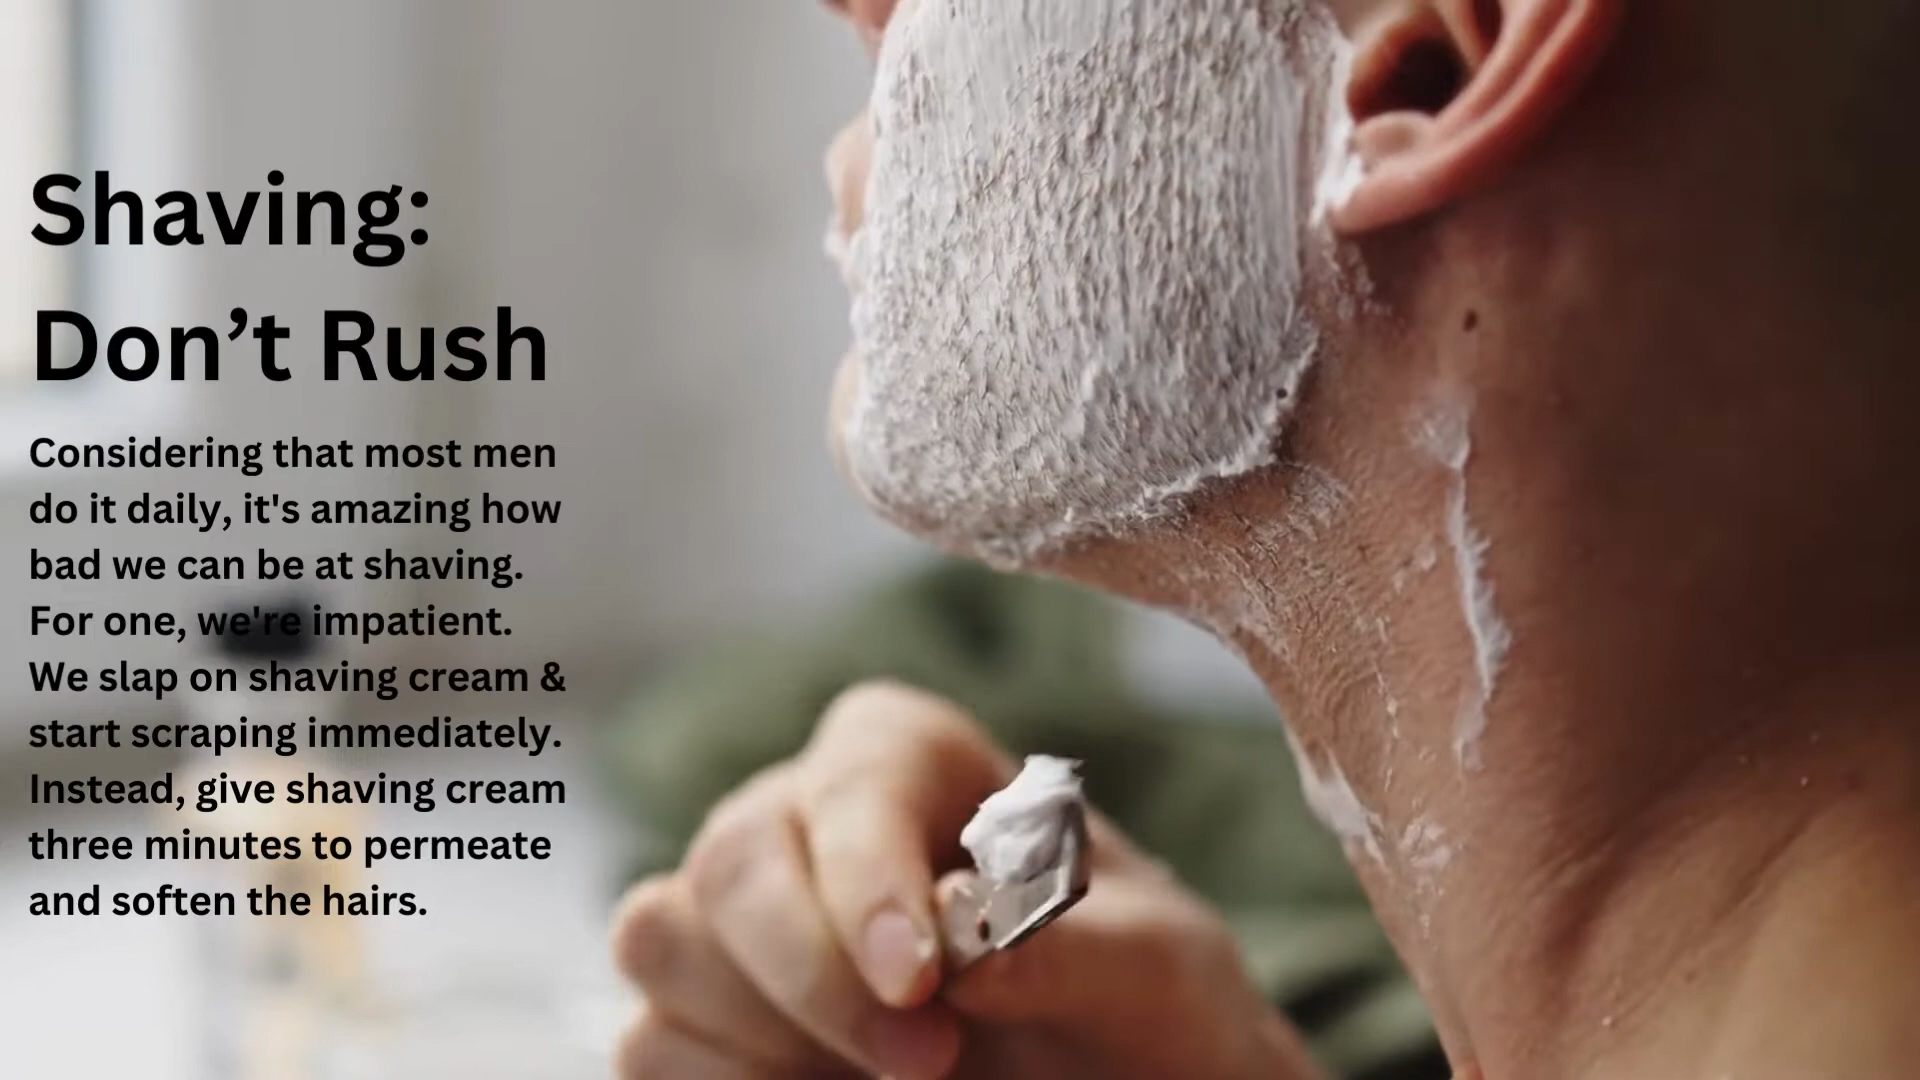 Shaving:
Don’t Rush
Considering that most men
do it daily, it's amazing how
bad we can be at shaving.
For one, we're impatient.
We slap on shaving cream &
start scraping immediately.
Instead, give shaving cream
three minutes to permeate
and soften the hairs.